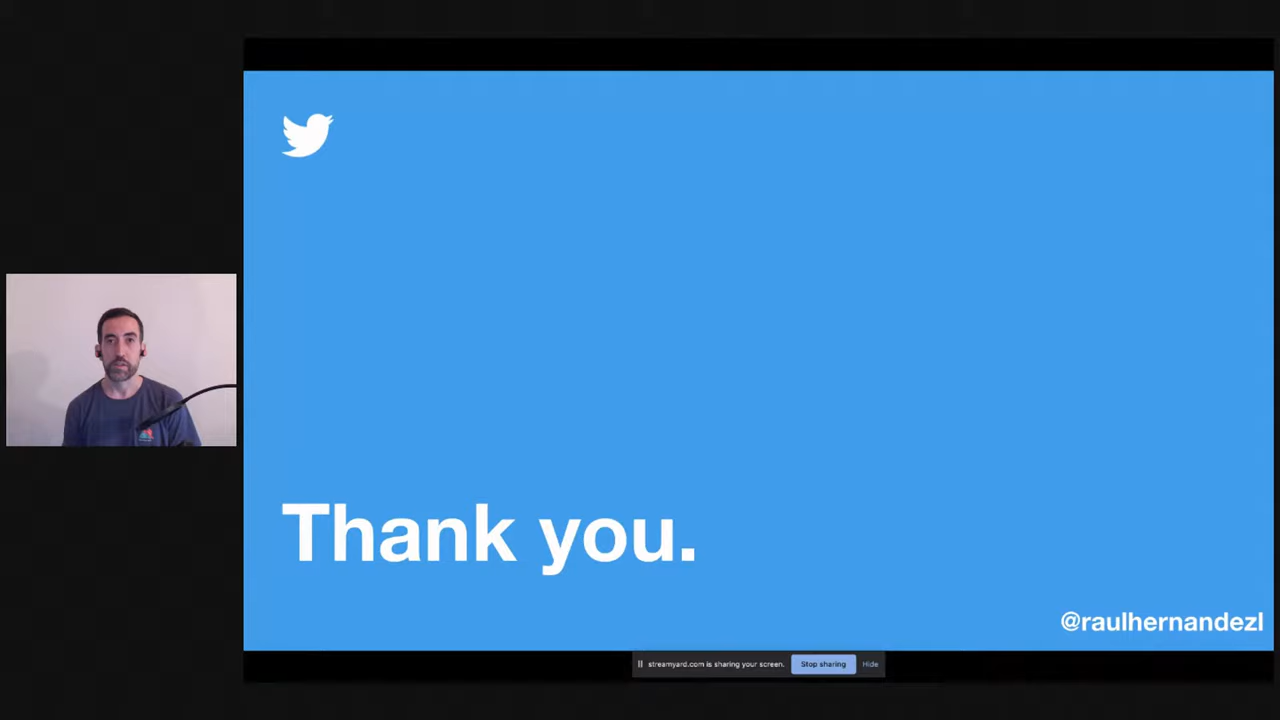 Thank you.
@raulhernandezl
streamyard.com is sharing your screen. Stop sharing Hide